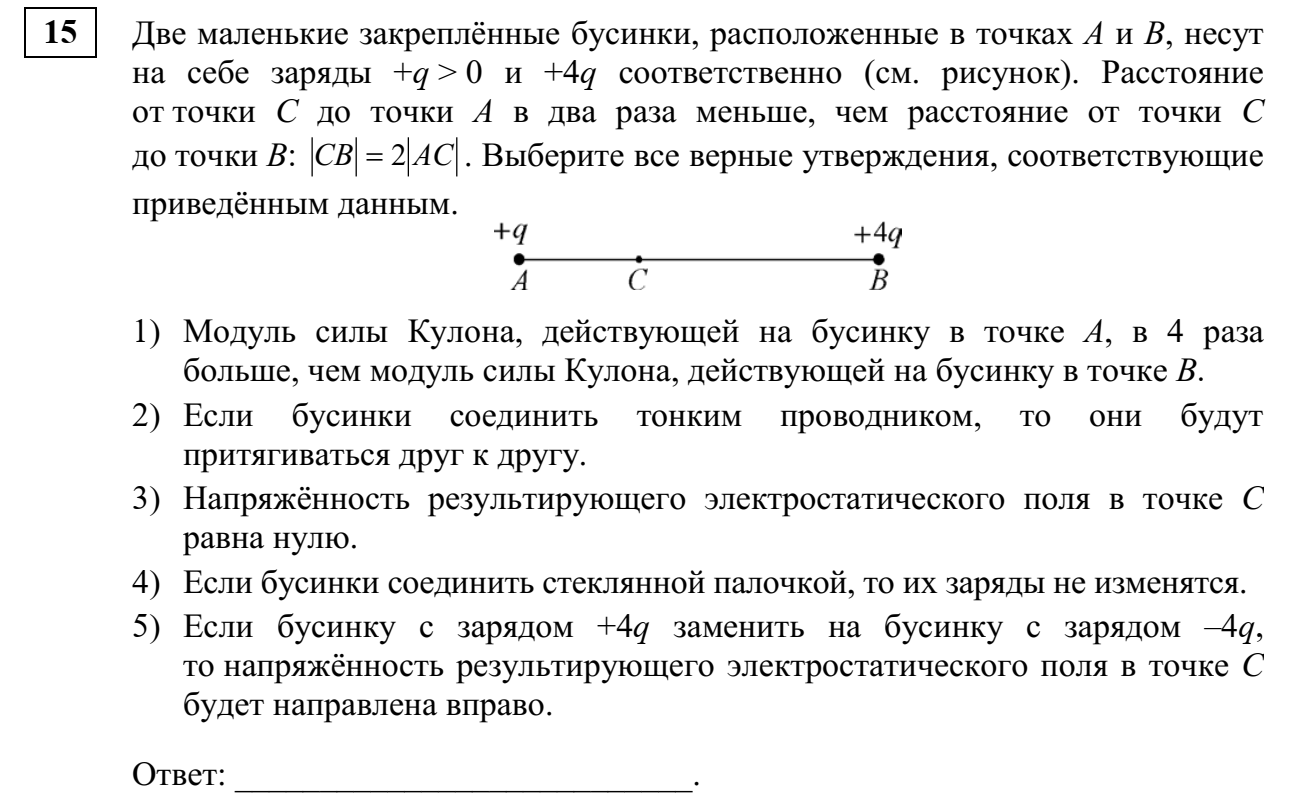 15
Две маленькие закреплённые бусинки, расположенные в точках A и B, несут
на себе заряды +q > 0 и +4q соответственно (см. рисунок). Расстояние
от точки C до точки A в два раза меньше, чем расстояние от точки C
до точки B: |CB| = 2|AC|. Выберите все верные утверждения, соответствующие
приведённым данным.
+q +4q
A C B
1) Модуль силы Кулона, действующей на бусинку в точке A, в 4 раза
больше, чем модуль силы Кулона, действующей на бусинку в точке B.
2) Если бусинки соединить тонким проводником, то они будут
притягиваться друг к другу.
3) Напряжённость результирующего электростатического поля в точке C
равна нулю.
4) Если бусинки соединить стеклянной палочкой, то их заряды не изменятся.
5) Если бусинку с зарядом +4q заменить на бусинку с зарядом –4q,
то напряжённость результирующего электростатического поля в точке C
будет направлена вправо.
Ответ: ____________________________.